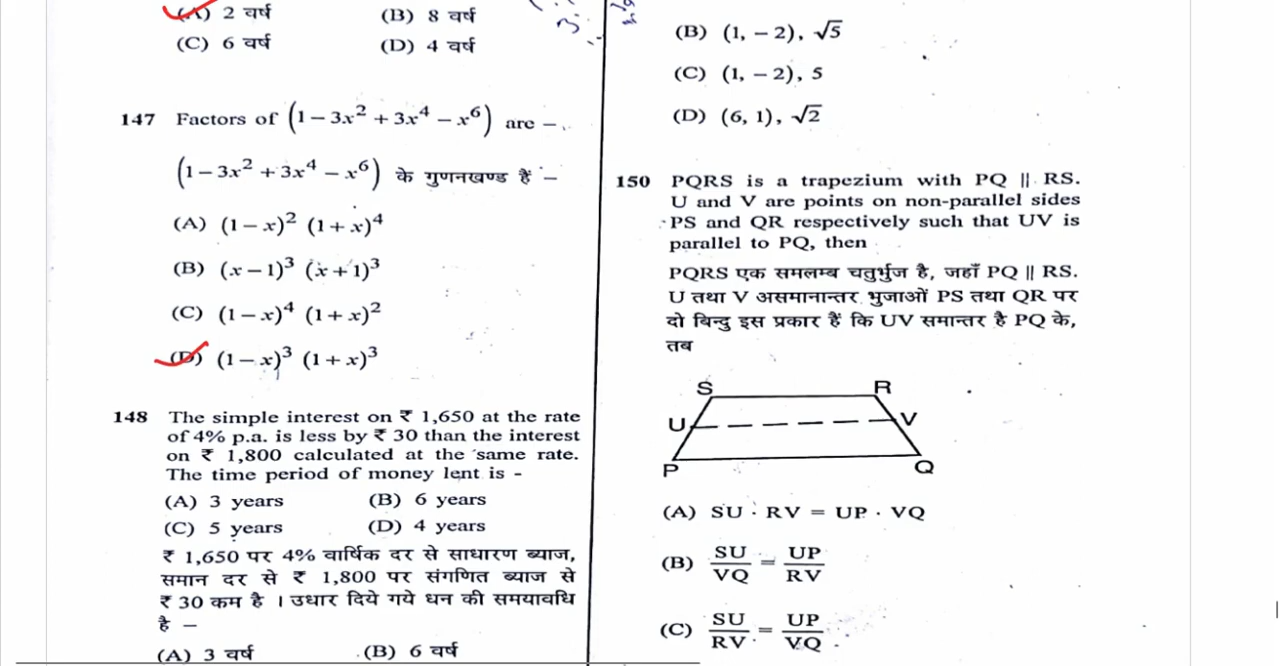 (A) 2 वर्ष (B) 8 वर्ष
(C) 6 वर्ष (D) 4 वर्ष
147 Factors of (1 – 3x² + 3x⁴ – x⁶) are –
(1 – 3x² + 3x⁴ – x⁶) के गुणनखण्ड हैं –
(A) (1 – x)² (1 + x)⁴
(B) (x – 1)³ (x + 1)³
(C) (1 – x)⁴ (1 + x)²
(D) (1 – x)³ (1 + x)³
148 The simple interest on ₹ 1,650 at the rate
of 4% p.a. is less by ₹ 30 than the interest
on ₹ 1,800 calculated at the same rate.
The time period of money lent is -
(A) 3 years (B) 6 years
(C) 5 years (D) 4 years
₹ 1,650 पर 4% वार्षिक दर से साधारण ब्याज,
समान दर से ₹ 1,800 पर संगणित ब्याज से
₹ 30 कम है । उधार दिये गये धन की समयावधि
है –
(A) 3 वर्ष (B) 6 वर्ष
(B) (1, – 2), √5
(C) (1, – 2), 5
(D) (6, 1), √2
150 PQRS is a trapezium with PQ || RS.
U and V are points on non-parallel sides
PS and QR respectively such that UV is
parallel to PQ, then
PQRS एक समलम्ब चतुर्भुज है, जहाँ PQ || RS.
U तथा V असमानान्तर भुजाओं PS तथा QR पर
दो बिन्दु इस प्रकार हैं कि UV समान्तर है PQ के,
तब
S R
U V
P Q
(A) SU · RV = UP · VQ
(B) SU/VQ = UP/RV
(C) SU/RV = UP/VQ